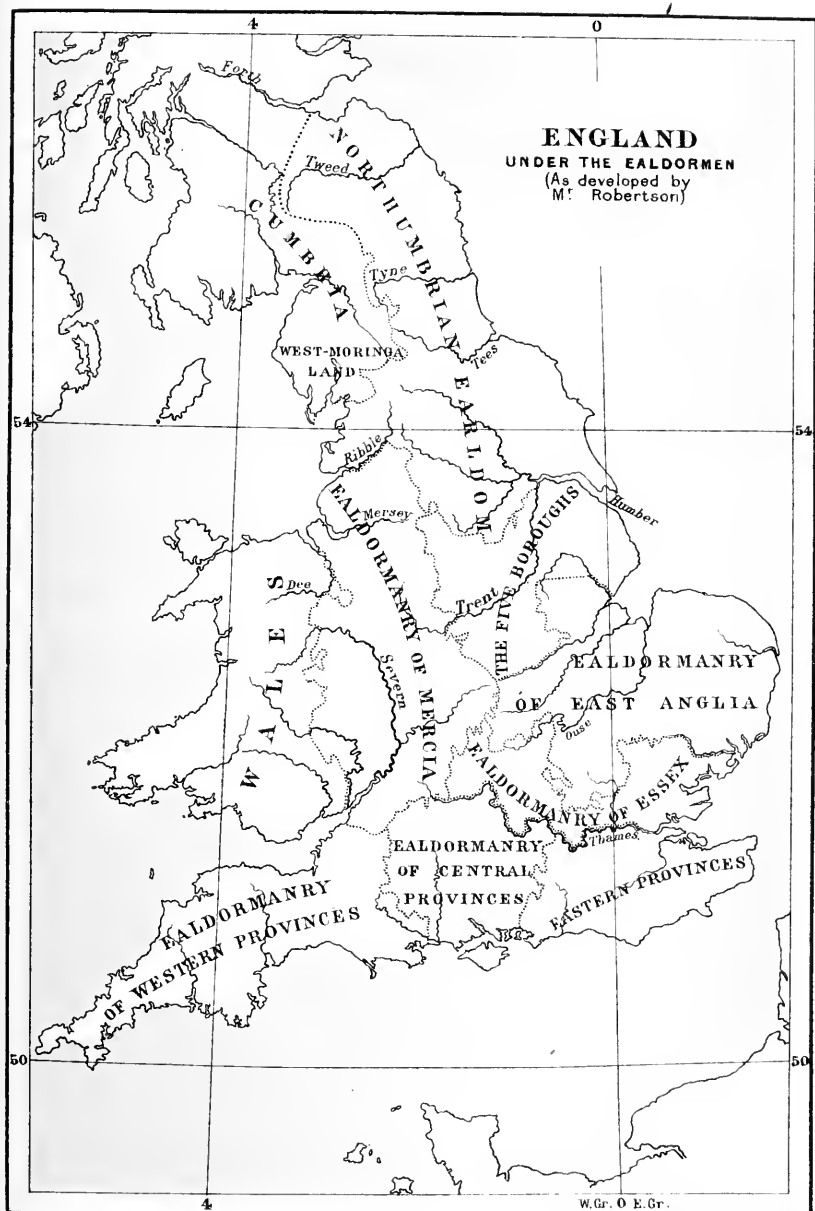 4
0
ENGLAND
UNDER THE EALDORMEN
(As developed by
Mr Robertson)
Forth
NORTHUMBRIAN EARLDOM
Tweed
CUMBRIA
Tyne
WEST-MORINGA
LAND
Tees
54
54
Ribble
Humber
EALDORMANRY OF MERCIA
Mersey
THE FIVE BOROUGHS
Dee
WALES
Trent
Severn
EALDORMANRY
OF EAST ANGLIA
Ouse
EALDORMANRY OF ESSEX
Thames
EALDORMANRY
OF CENTRAL
PROVINCES
EASTERN PROVINCES
EALDORMANRY
OF WESTERN PROVINCES
50
50
4
W.Gr. 0 E.Gr.